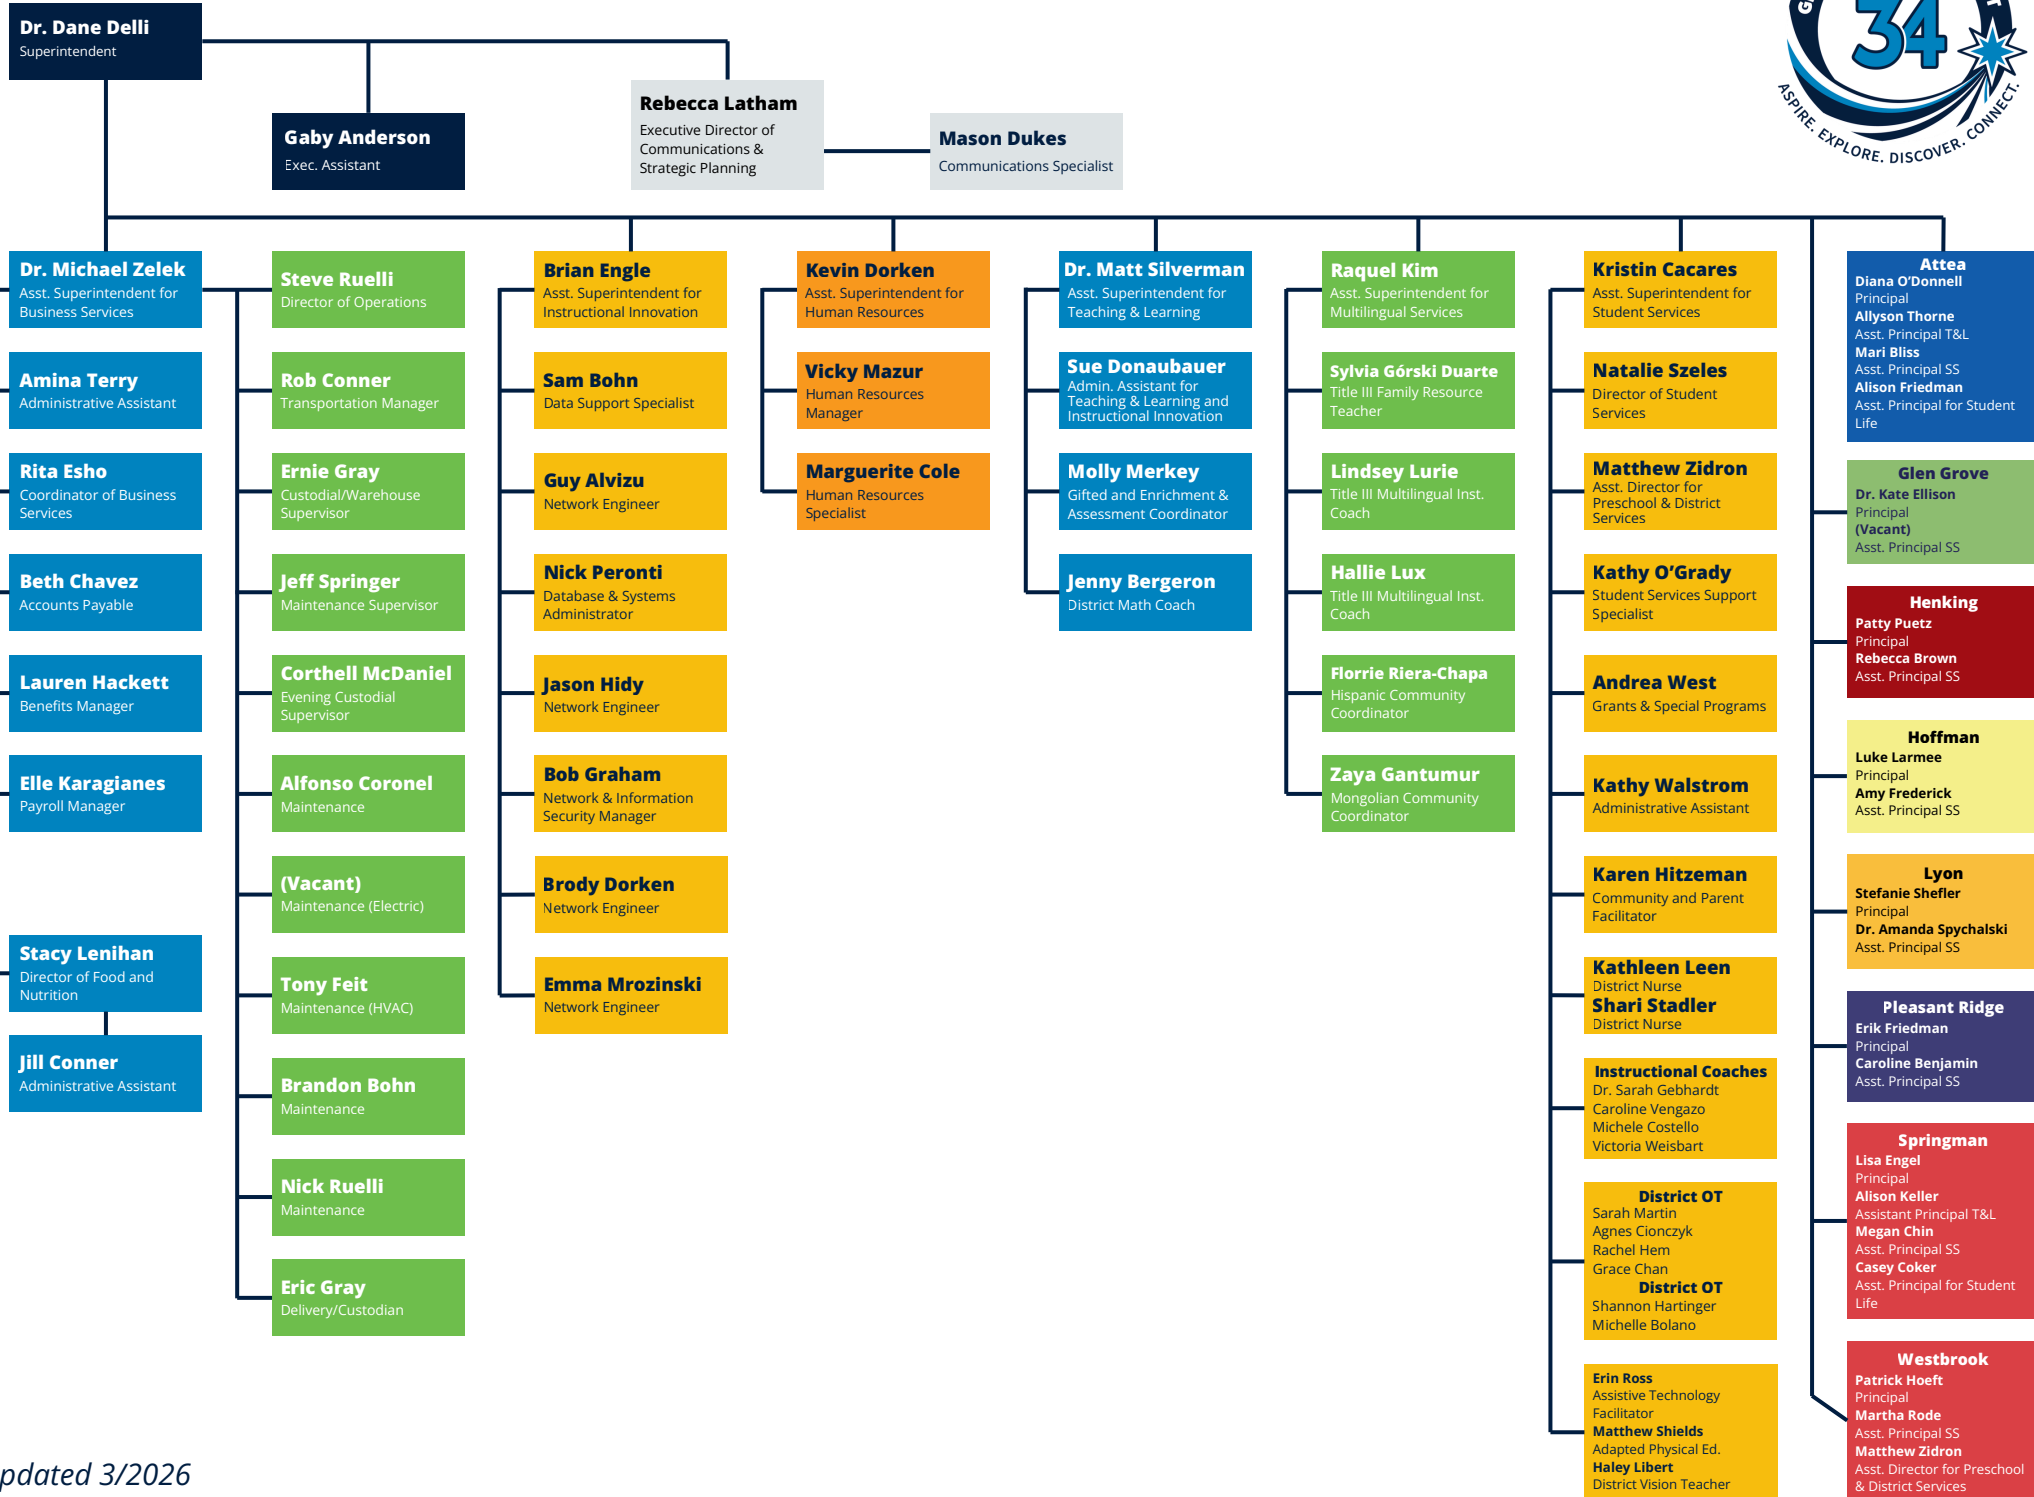 Dr. Dane Delli
Superintendent
34
ASPIRE. EXPLORE. DISCOVER. CONNECT.
Gaby Anderson
Exec. Assistant
Rebecca Latham
Executive Director of
Communications &
Strategic Planning
Mason Dukes
Communications Specialist
Dr. Michael Zelek
Asst. Superintendent for
Business Services
Amina Terry
Administrative Assistant
Rita Esho
Coordinator of Business
Services
Beth Chavez
Accounts Payable
Lauren Hackett
Benefits Manager
Elle Karagianes
Payroll Manager
Stacy Lenihan
Director of Food and
Nutrition
Jill Conner
Administrative Assistant
Steve Ruelli
Director of Operations
Rob Conner
Transportation Manager
Ernie Gray
Custodial/Warehouse
Supervisor
Jeff Springer
Maintenance Supervisor
Corthell McDaniel
Evening Custodial
Supervisor
Alfonso Coronel
Maintenance
(Vacant)
Maintenance (Electric)
Tony Feit
Maintenance (HVAC)
Brandon Bohn
Maintenance
Nick Ruelli
Maintenance
Eric Gray
Delivery/Custodian
Brian Engle
Asst. Superintendent for
Instructional Innovation
Sam Bohn
Data Support Specialist
Guy Alvizu
Network Engineer
Nick Peronti
Database & Systems
Administrator
Jason Hidy
Network Engineer
Bob Graham
Network & Information
Security Manager
Brody Dorken
Network Engineer
Emma Mrozinski
Network Engineer
Kevin Dorken
Asst. Superintendent for
Human Resources
Vicky Mazur
Human Resources
Manager
Marguerite Cole
Human Resources
Specialist
Dr. Matt Silverman
Asst. Superintendent for
Teaching & Learning
Sue Donaubauer
Admin. Assistant for
Teaching & Learning and
Instructional Innovation
Molly Merkey
Gifted and Enrichment &
Assessment Coordinator
Jenny Bergeron
District Math Coach
Raquel Kim
Asst. Superintendent for
Multilingual Services
Sylvia Górski Duarte
Title III Family Resource
Teacher
Lindsey Lurie
Title III Multilingual Inst.
Coach
Hallie Lux
Title III Multilingual Inst.
Coach
Florrie Riera-Chapa
Hispanic Community
Coordinator
Zaya Gantumur
Mongolian Community
Coordinator
Kristin Cacares
Asst. Superintendent for
Student Services
Natalie Szeles
Director of Student
Services
Matthew Zidron
Asst. Director for
Preschool & District
Services
Kathy O’Grady
Student Services Support
Specialist
Andrea West
Grants & Special Programs
Kathy Walstrom
Administrative Assistant
Karen Hitzeman
Community and Parent
Facilitator
Kathleen Leen
District Nurse
Shari Stadler
District Nurse
Instructional Coaches
Dr. Sarah Gebhardt
Caroline Vengazo
Michele Costello
Victoria Weisbart
District OT
Sarah Martin
Agnes Cionczyk
Rachel Hem
Grace Chan
District OT
Shannon Hartinger
Michelle Bolano
Erin Ross
Assistive Technology
Facilitator
Matthew Shields
Adapted Physical Ed.
Haley Libert
District Vision Teacher
Attea
Diana O’Donnell
Principal
Allyson Thorne
Asst. Principal T&L
Mari Bliss
Asst. Principal SS
Alison Friedman
Asst. Principal for Student
Life
Glen Grove
Dr. Kate Ellison
Principal
(Vacant)
Asst. Principal SS
Henking
Patty Puetz
Principal
Rebecca Brown
Asst. Principal SS
Hoffman
Luke Larmee
Principal
Amy Frederick
Asst. Principal SS
Lyon
Stefanie Shefler
Principal
Dr. Amanda Spychalski
Asst. Principal SS
Pleasant Ridge
Erik Friedman
Principal
Caroline Benjamin
Asst. Principal SS
Springman
Lisa Engel
Principal
Alison Keller
Assistant Principal T&L
Megan Chin
Asst. Principal SS
Casey Coker
Asst. Principal for Student
Life
Westbrook
Patrick Hoeft
Principal
Martha Rode
Asst. Principal SS
Matthew Zidron
Asst. Director for Preschool
& District Services
pdated 3/2026